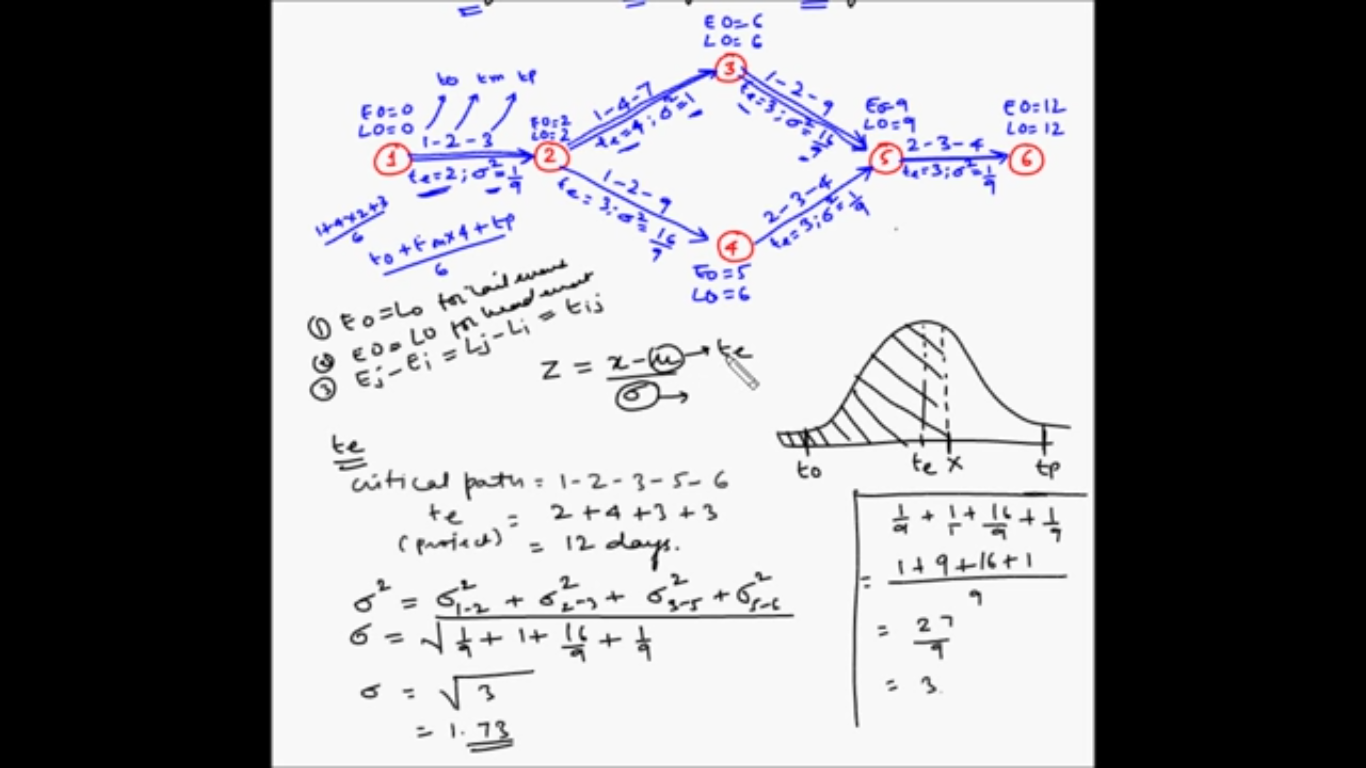 EO=6
LO=6
to tm tp
EO=0
LO=0
1-2-3
te=2; σ²=1/9
EO=2
LO=2
1-4-7
te=4; σ²=1
1-2-9
te=3; σ²=16/9
EO=9
LO=9
2-3-4
te=3; σ²=1/9
EO=12
LO=12
1
2
3
4
5
6
1-2-9
te=3; σ²=16/9
2-3-4
te=3; σ²=1/9
EO=5
LO=6
1+4×2+3/6
to+tm×4+tp/6
① EO=LO for tail event
② EO=LO for head event
③ Ej-Ei=Lj-Li=tij
Z = x-μ/σ → te
to te x tp
te
critical path = 1-2-3-5-6
te (project) = 2+4+3+3
= 12 days.
σ² = σ²1-2 + σ²2-3 + σ²3-5 + σ²5-6
σ = √1/9 + 1 + 16/9 + 1/9
σ = √3
= 1.73
1/9 + 1/1 + 16/9 + 1/9
= 1+9+16+1/9
= 27/9
= 3.